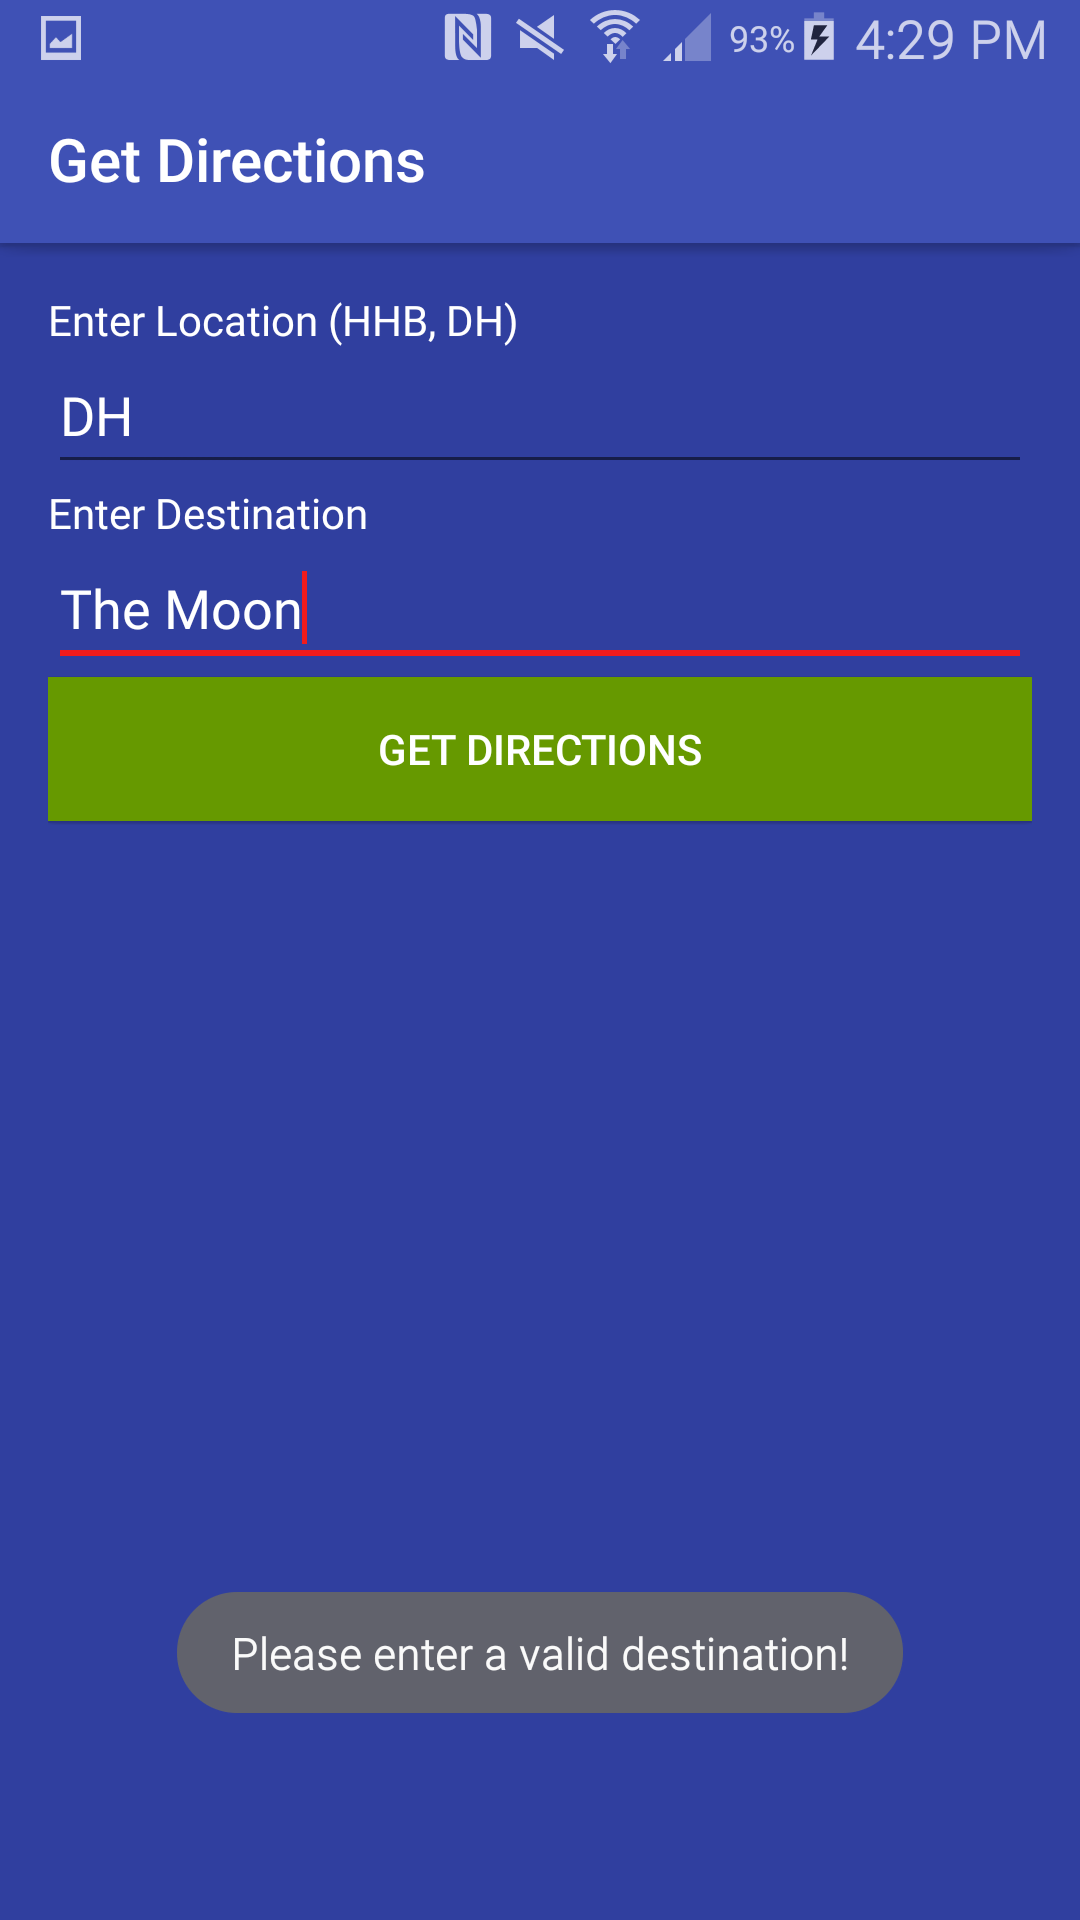 93% 4:29 PM
Get Directions
Enter Location (HHB, DH)
DH
Enter Destination
The Moon
GET DIRECTIONS
Please enter a valid destination!